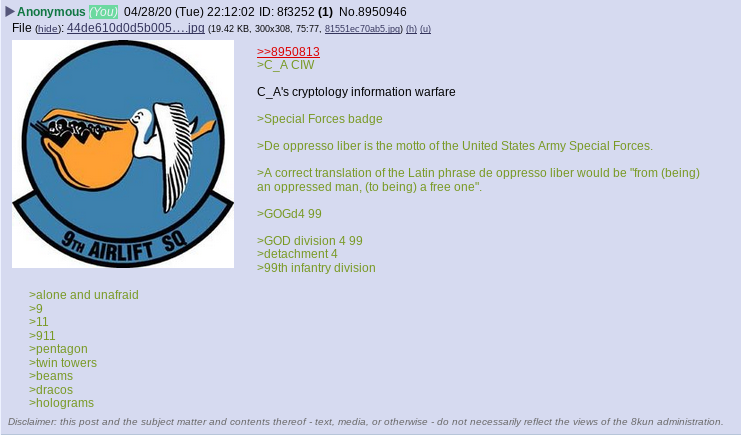 Anonymous (You) 04/28/20 (Tue) 22:12:02 ID: 8f3252 (1) No.8950946
File (hide): 44de610d0d5b005….jpg (19.42 KB, 300x308, 75:77, 81551ec70ab5.jpg) (h) (u)
>>8950813
>C_A CIW
C_A's cryptology information warfare
>Special Forces badge
>De oppresso liber is the motto of the United States Army Special Forces.
>A correct translation of the Latin phrase de oppresso liber would be "from (being)
an oppressed man, (to being) a free one".
>GOGd4 99
>GOD division 4 99
>detachment 4
>99th infantry division
9TH AIRLIFT SQ
>alone and unafraid
>9
>11
>911
>pentagon
>twin towers
>beams
>dracos
>holograms
Disclaimer: this post and the subject matter and contents thereof - text, media, or otherwise - do not necessarily reflect the views of the 8kun administration.